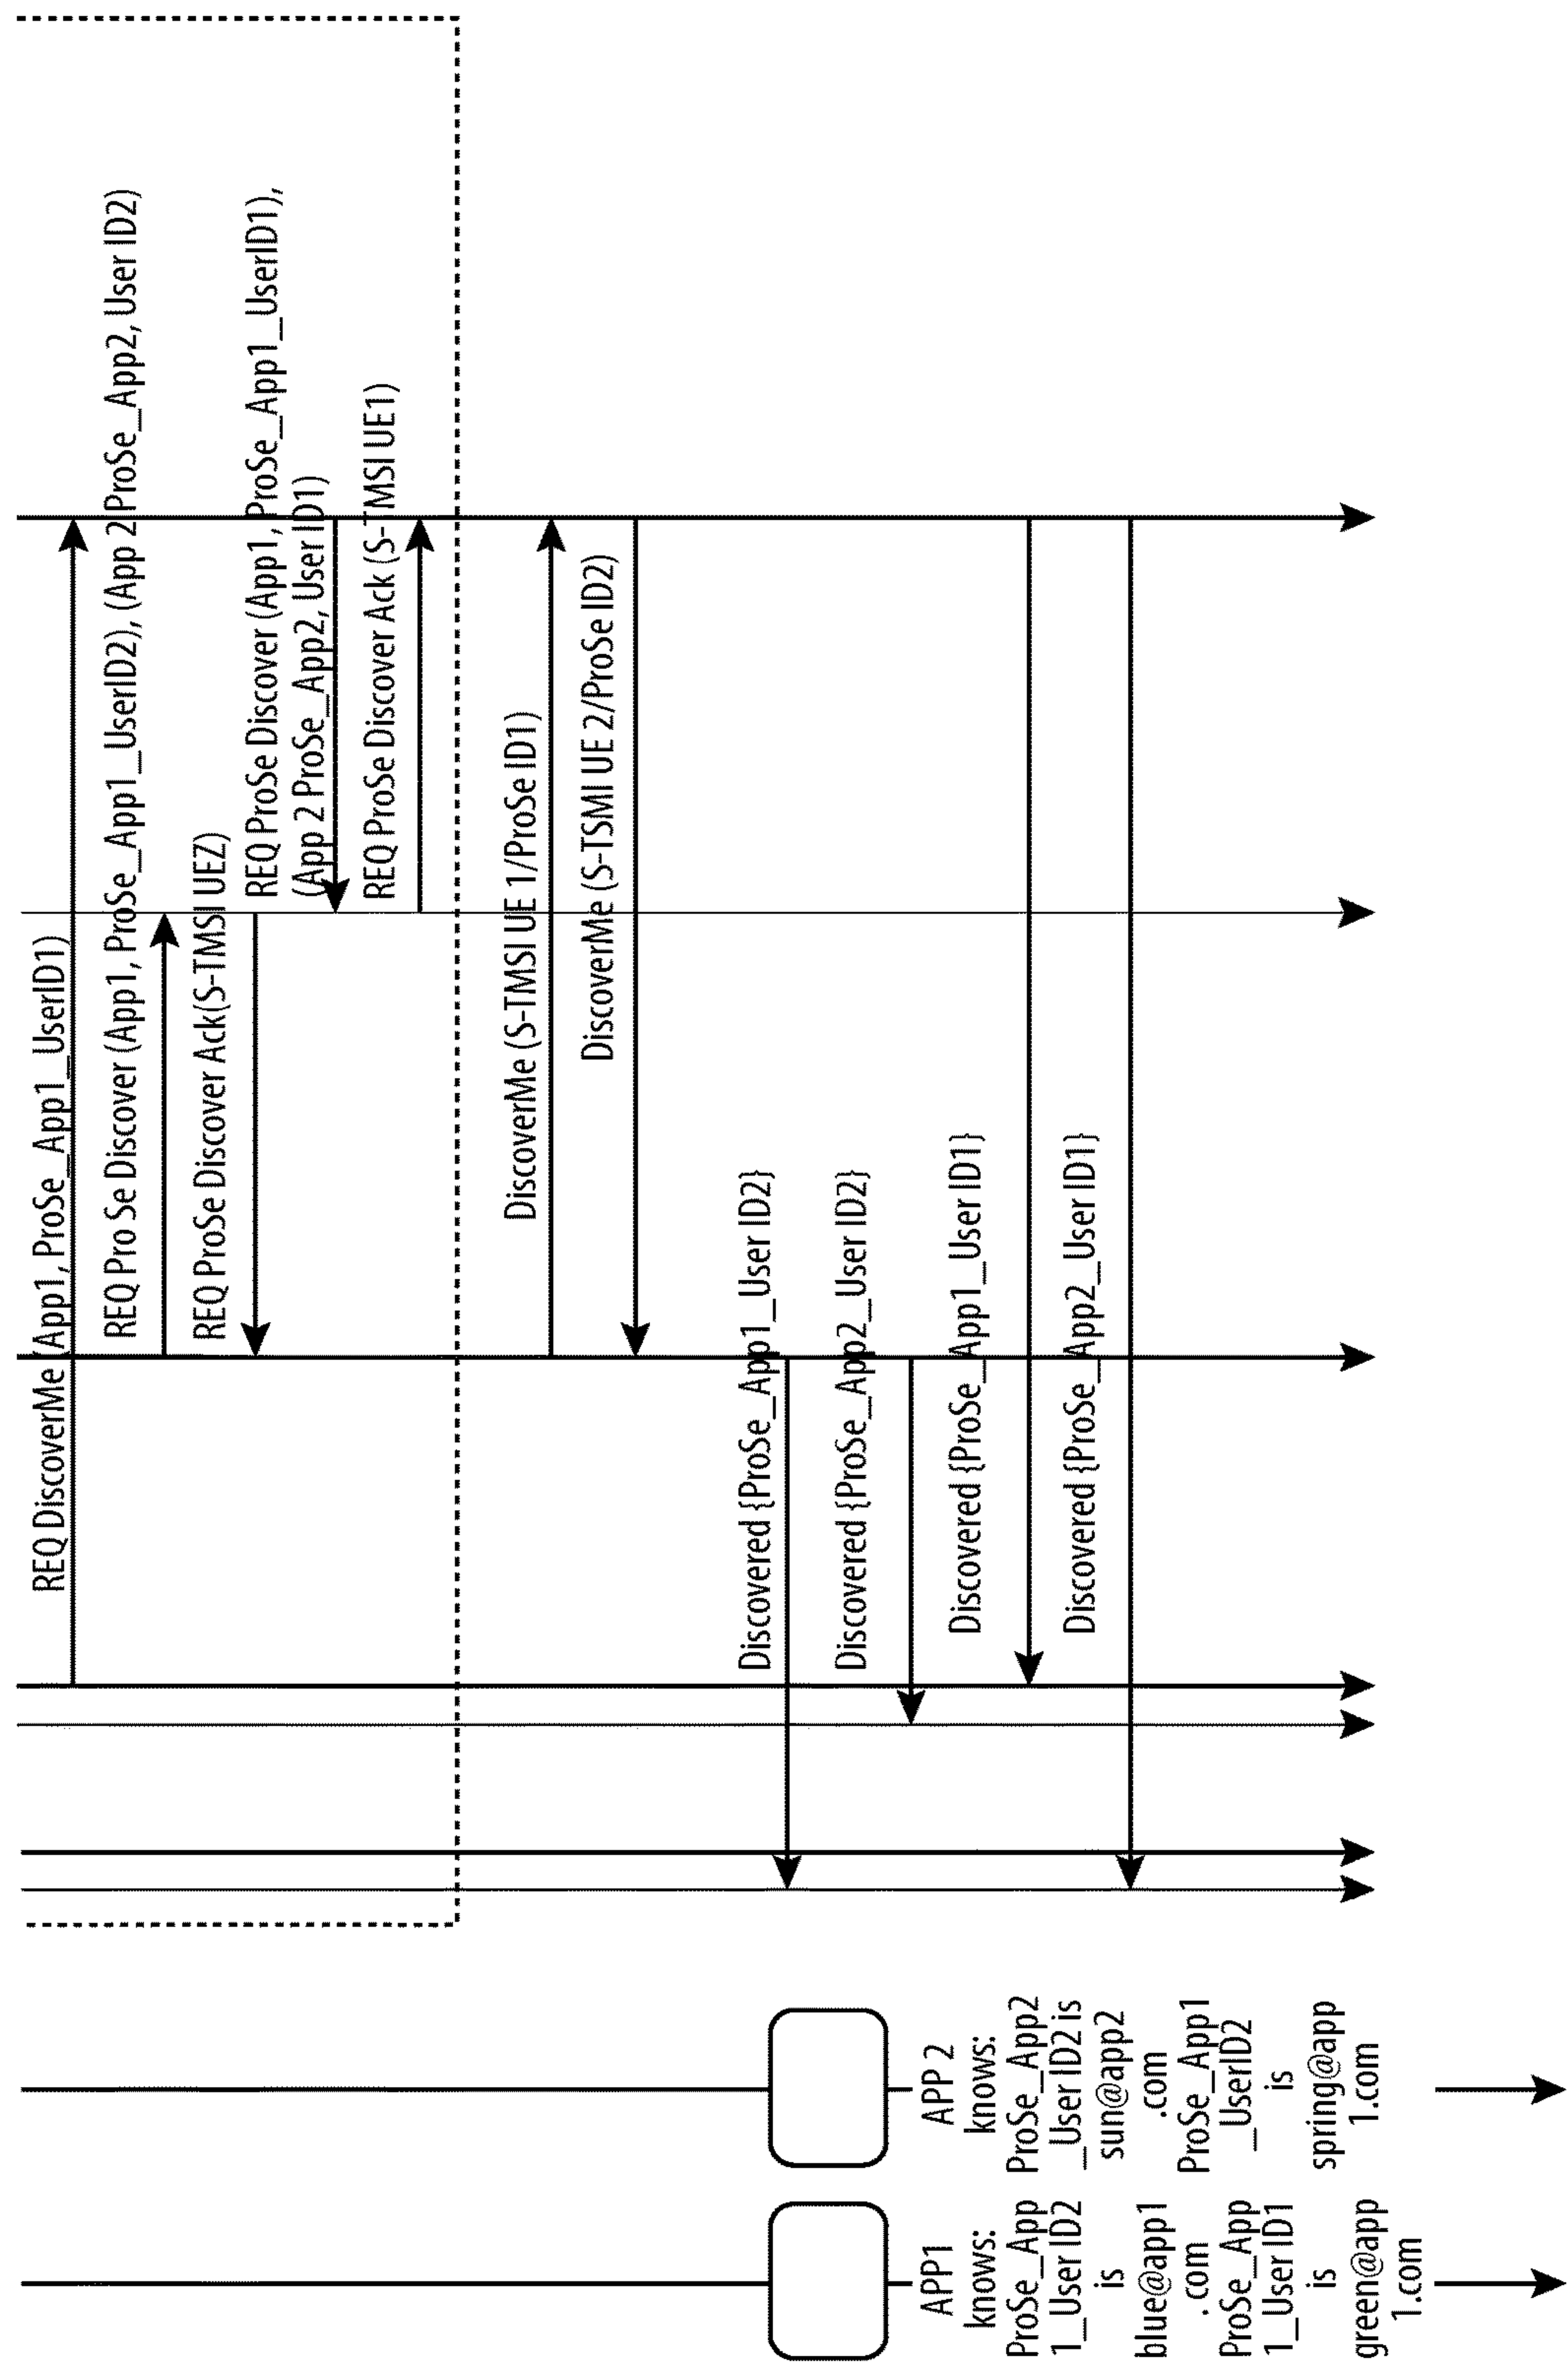 REQ DiscoverMe (App1, ProSe_App1_UserID1)
REQ Pro Se Discover (App1, ProSe_App1_UserID2), (App 2ProSe_App2, User ID2)
REQ ProSe Discover Ack(S-TMSI UEZ)
REQ ProSe Discover (App1, ProSe_App1_UserID1),
(App 2 ProSe_App2, User ID1)
REQ ProSe Discover Ack (S-TMSI UE1)
DiscoverMe (S-TMSI UE 1/ProSe ID1)
DiscoverMe (S-TSMI UE 2/ProSe ID2)
Discovered {ProSe_App1_User ID2}
Discovered {ProSe_App2_User ID2}
Discovered {ProSe_App1_User ID1}
Discovered {ProSe_App2_User ID1}
APP 2
knows:
ProSe_App2
_User ID2 is
sun@app2
.com
ProSe_App1
_UserID2
is
spring@app
1.com
APP1
knows:
ProSe_App
1_User ID2
is
blue@app1
.com
ProSe_App
1_User ID1
is
green@app
1.com